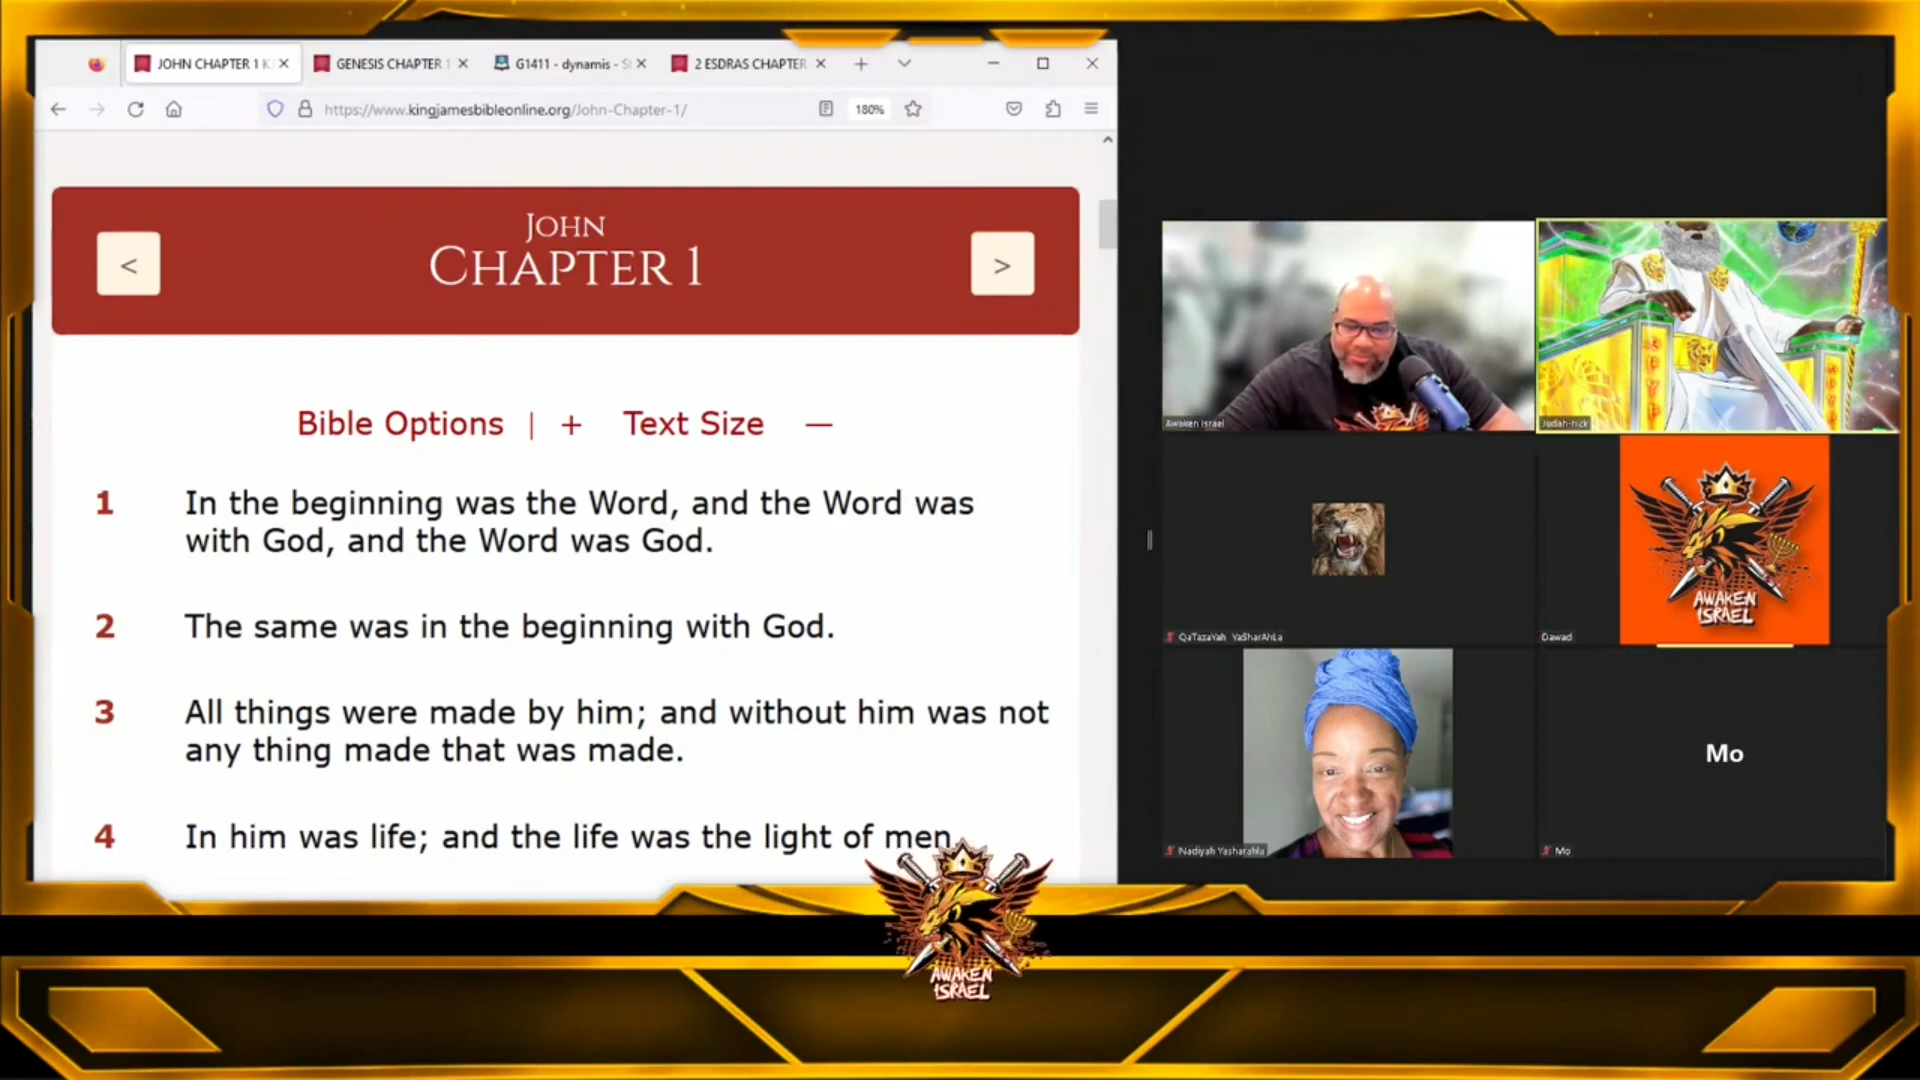 JOHN CHAPTER 1 K
GENESIS CHAPTER 1
G1411 - dynamis - S
2 ESDRAS CHAPTER
https://www.kingjamesbibleonline.org/John-Chapter-1/
180%
JOHN
CHAPTER 1
<
>
Bible Options | + Text Size —
1 In the beginning was the Word, and the Word was
with God, and the Word was God.
2 The same was in the beginning with God.
3 All things were made by him; and without him was not
any thing made that was made.
4 In him was life; and the life was the light of men.
Awaken Israel
Judah-nick
QaTazaYah YaSharAhLa
Dawad
AWAKEN
ISRAEL
Nadiyah Yasharahla
Mo
Mo
AWAKEN
ISRAEL